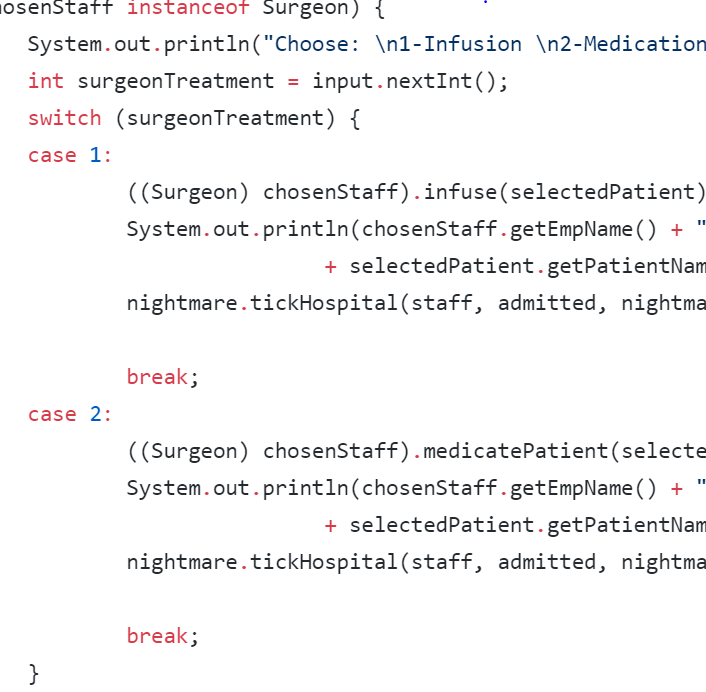 hosenStaff instanceof Surgeon) {
System.out.println("Choose: \n1-Infusion \n2-Medication
int surgeonTreatment = input.nextInt();
switch (surgeonTreatment) {
case 1:
((Surgeon) chosenStaff).infuse(selectedPatient)
System.out.println(chosenStaff.getEmpName() + "
+ selectedPatient.getPatientNam
nightmare.tickHospital(staff, admitted, nightma
break;
case 2:
((Surgeon) chosenStaff).medicatePatient(selecte
System.out.println(chosenStaff.getEmpName() + "
+ selectedPatient.getPatientNam
nightmare.tickHospital(staff, admitted, nightma
break;
}